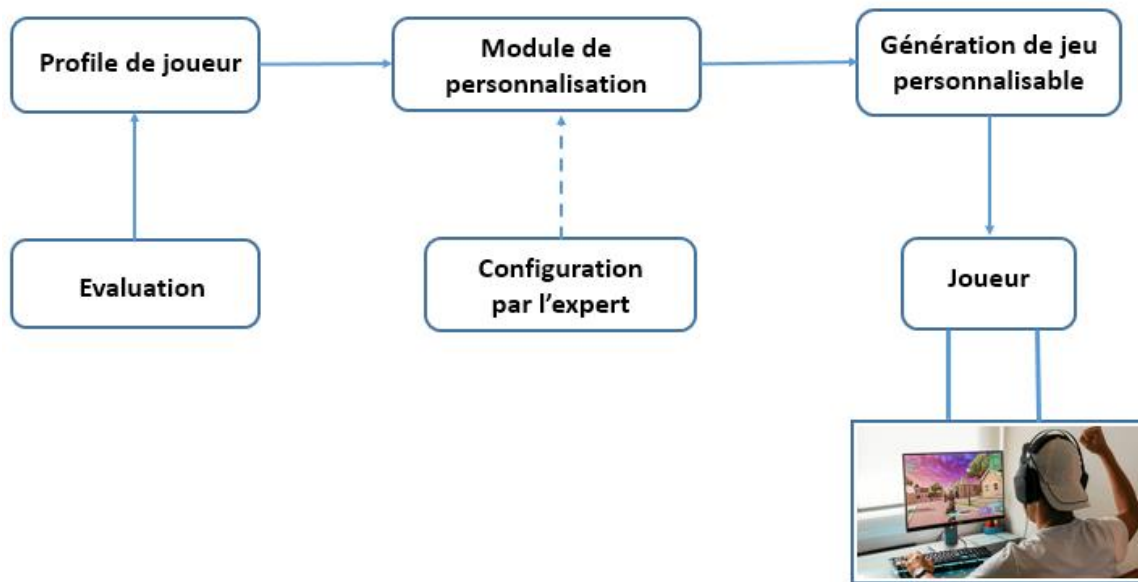 Profile de joueur
Module de
personnalisation
Génération de jeu
personnalisable
Evaluation
Configuration
par l’expert
Joueur